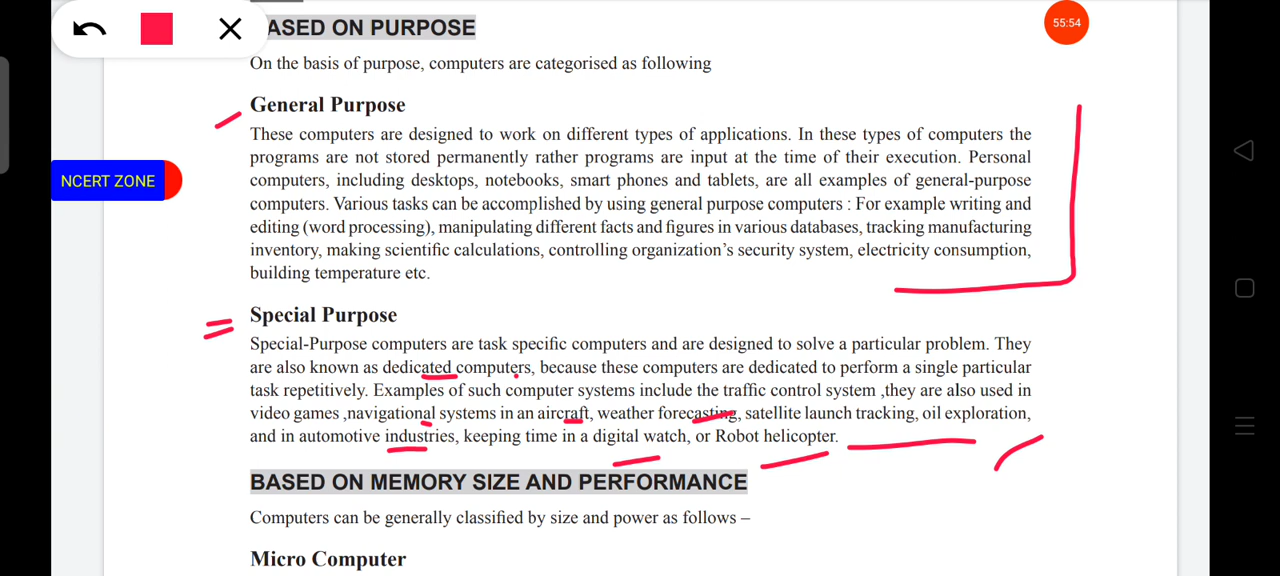 ASED ON PURPOSE
55:54
On the basis of purpose, computers are categorised as following
General Purpose
These computers are designed to work on different types of applications. In these types of computers the
programs are not stored permanently rather programs are input at the time of their execution. Personal
NCERT ZONE
computers, including desktops, notebooks, smart phones and tablets, are all examples of general-purpose
computers. Various tasks can be accomplished by using general purpose computers : For example writing and
editing (word processing), manipulating different facts and figures in various databases, tracking manufacturing
inventory, making scientific calculations, controlling organization's security system, electricity consumption,
building temperature etc.
Special Purpose
Special-Purpose computers are task specific computers and are designed to solve a particular problem. They
are also known as dedicated computers, because these computers are dedicated to perform a single particular
task repetitively. Examples of such computer systems include the traffic control system ,they are also used in
video games ,navigational systems in an aircraft, weather forecasting, satellite launch tracking, oil exploration,
and in automotive industries, keeping time in a digital watch, or Robot helicopter.
BASED ON MEMORY SIZE AND PERFORMANCE
Computers can be generally classified by size and power as follows –
Micro Computer